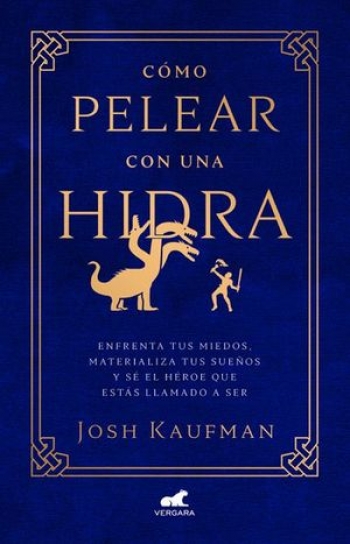 CÓMO
PELEAR
CON UNA
HIDRA
ENFRENTA TUS MIEDOS,
MATERIALIZA TUS SUEÑOS
Y SÉ EL HÉROE QUE
ESTÁS LLAMADO A SER
JOSH KAUFMAN
VERGARA